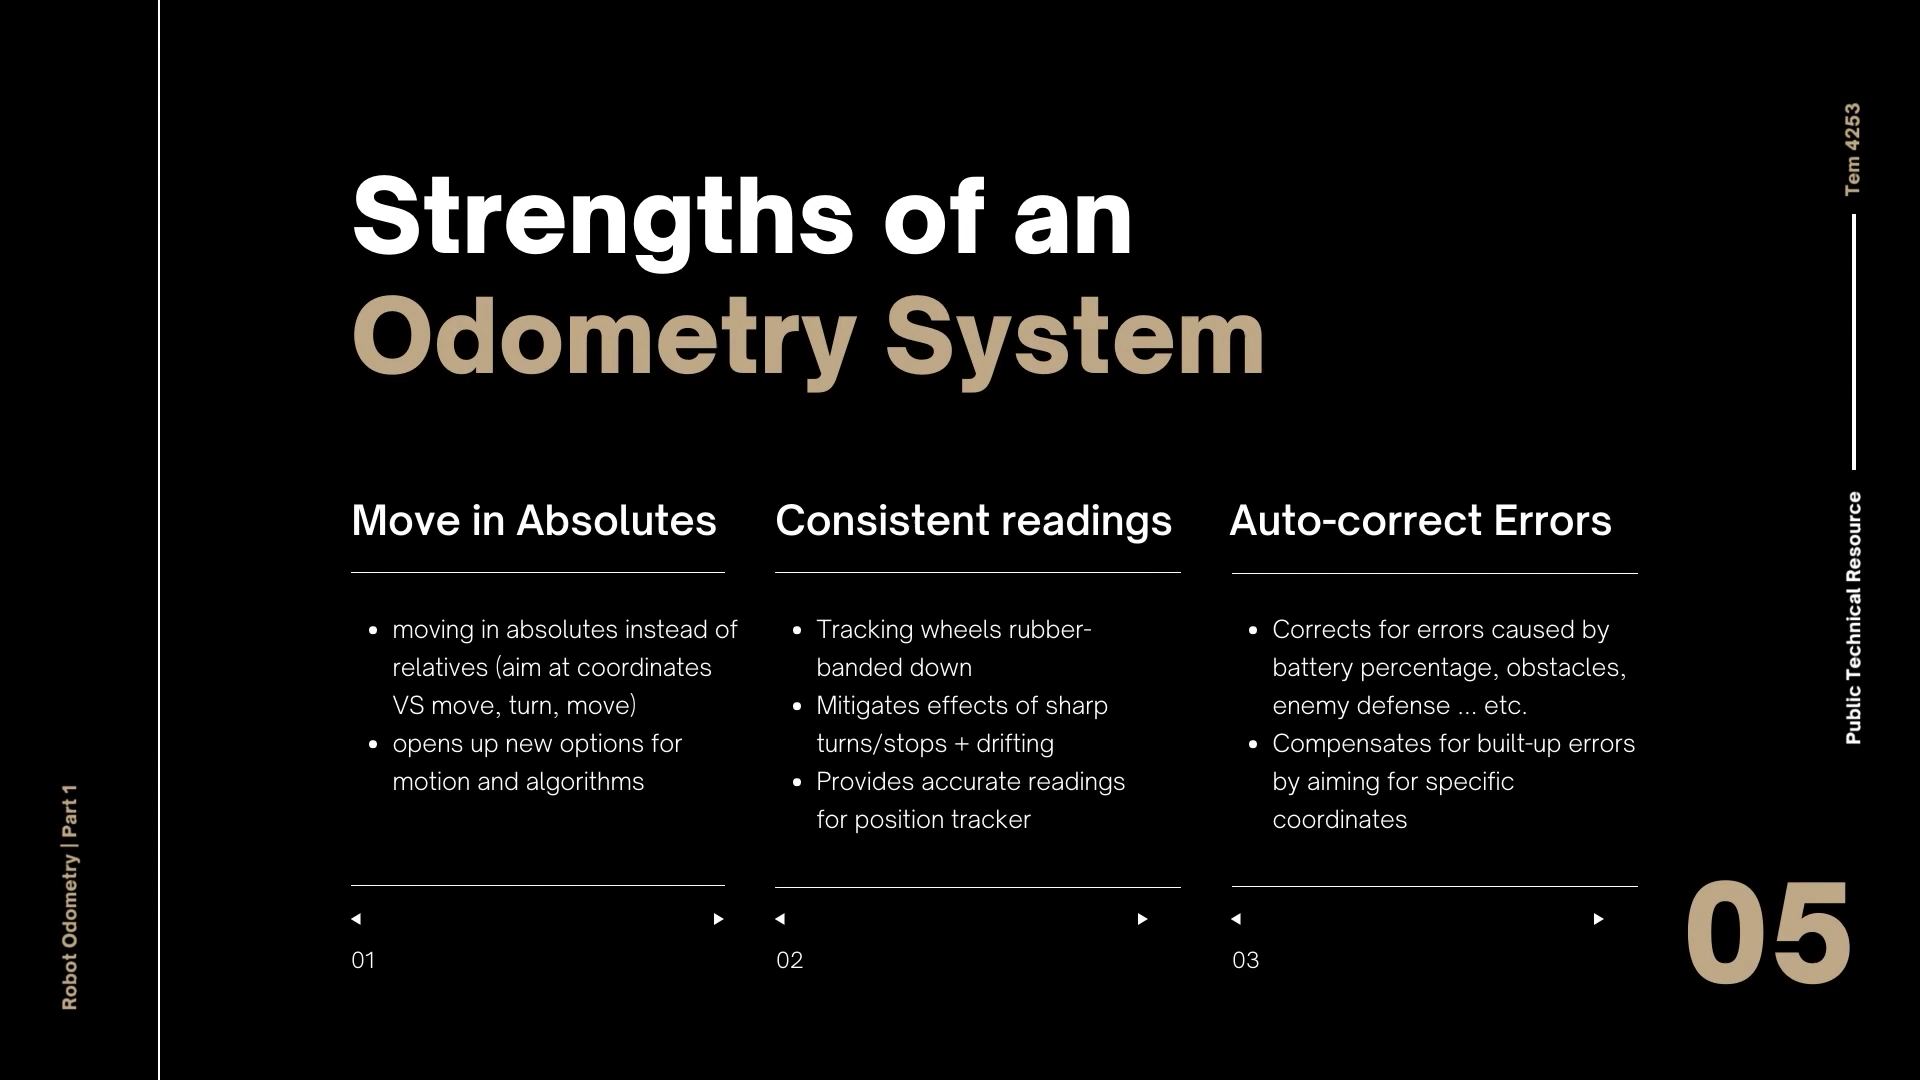 Strengths of an
Odometry System
Move in Absolutes
moving in absolutes instead of
relatives (aim at coordinates
VS move, turn, move)
opens up new options for
motion and algorithms
01
Consistent readings
Tracking wheels rubber-
banded down
Mitigates effects of sharp
turns/stops + drifting
Provides accurate readings
for position tracker
02
Auto-correct Errors
Corrects for errors caused by
battery percentage, obstacles,
enemy defense ... etc.
Compensates for built-up errors
by aiming for specific
coordinates
03
05
Robot Odometry | Part 1
Public Technical Resource
Tem 4253